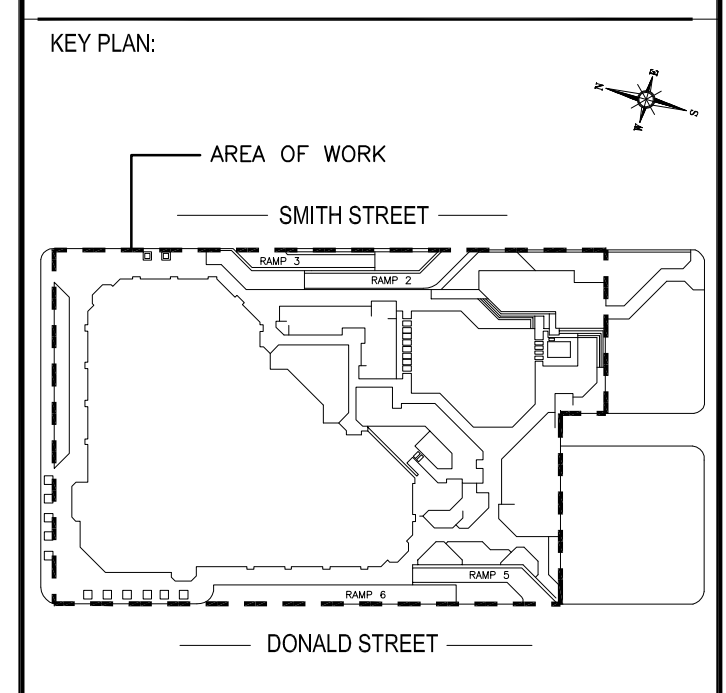 KEY PLAN:
N E
W S
AREA OF WORK
SMITH STREET
RAMP 3
RAMP 2
RAMP 5
RAMP 6
DONALD STREET